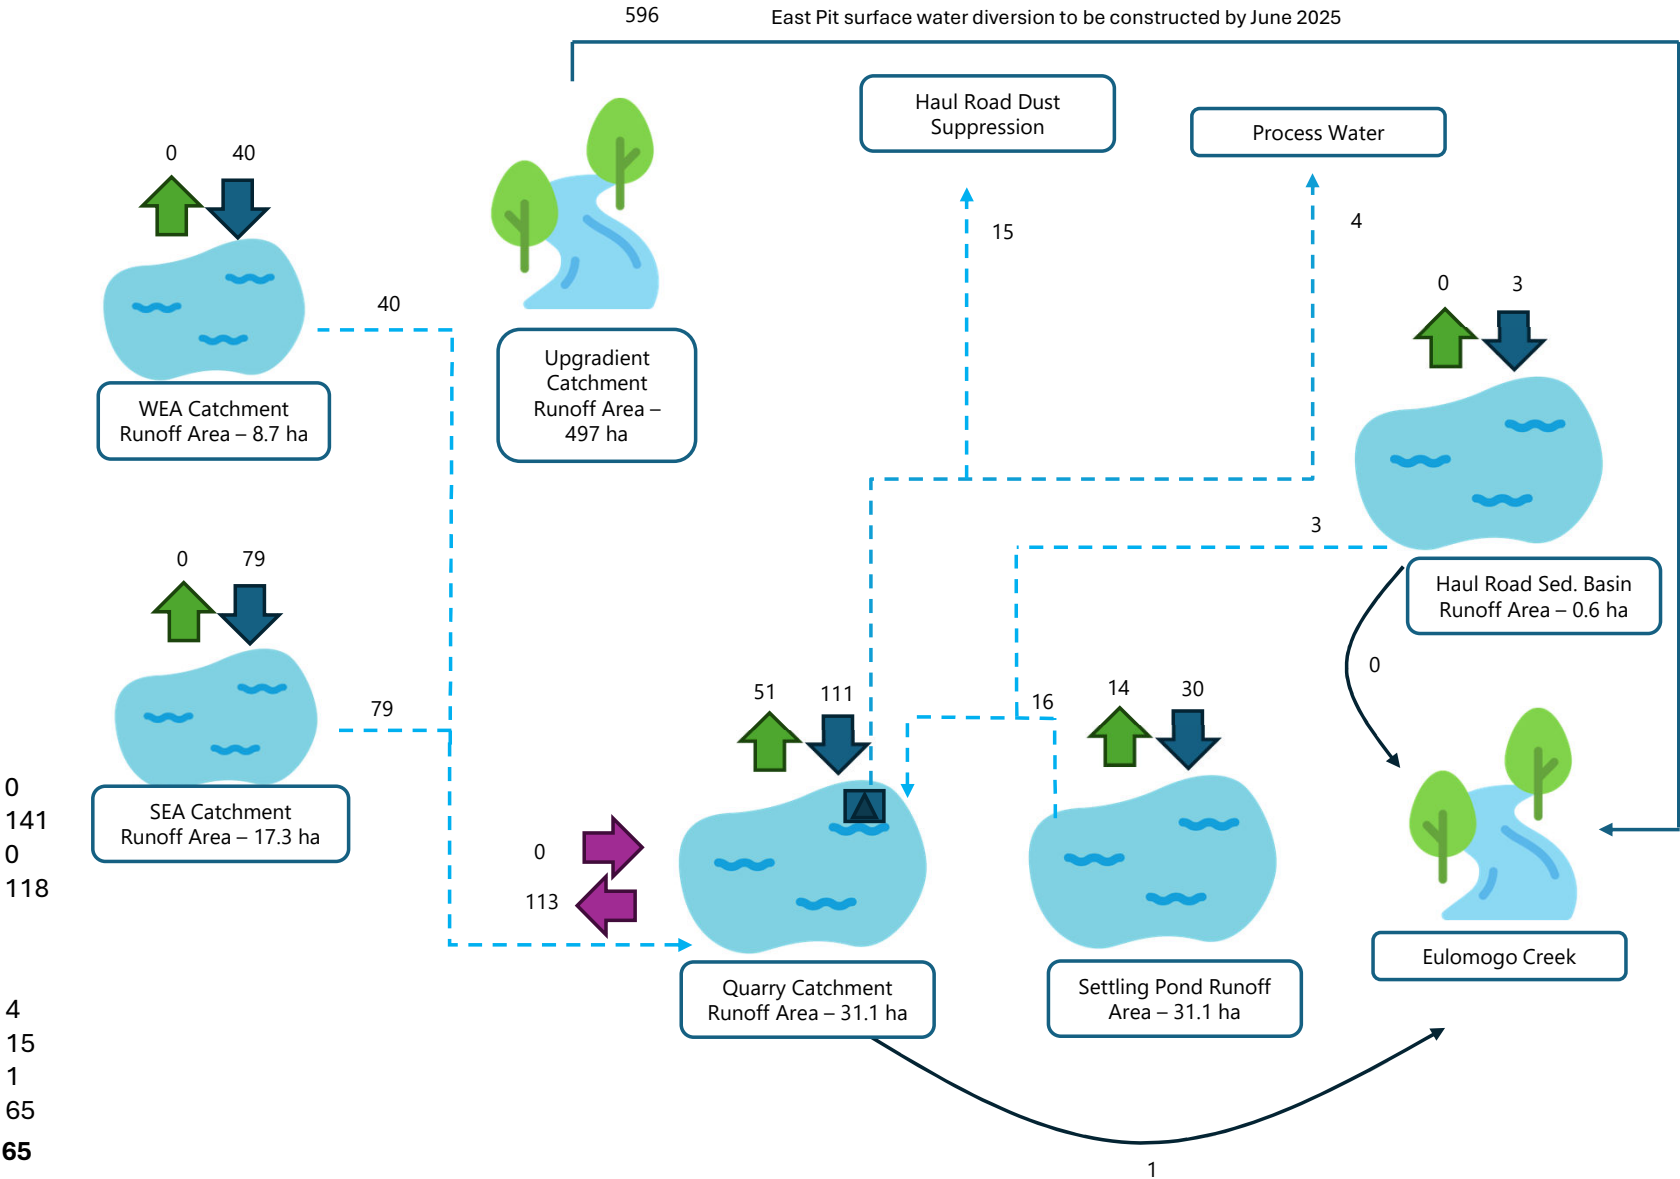 596
East Pit surface water diversion to be constructed by June 2025
Haul Road Dust
Suppression
Process Water
0
40
15
4
0
3
40
Upgradient
Catchment
Runoff Area –
497 ha
WEA Catchment
Runoff Area – 8.7 ha
3
0
79
Haul Road Sed. Basin
Runoff Area – 0.6 ha
0
79
51
111
16
14
30
0
141
0
118
SEA Catchment
Runoff Area – 17.3 ha
0
113
Quarry Catchment
Runoff Area – 31.1 ha
Settling Pond Runoff
Area – 31.1 ha
Eulomogo Creek
4
15
1
65
65
1